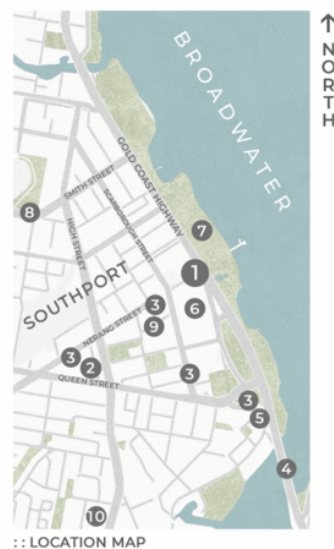 ↑
N
O
R
T
H
BROADWATER
GOLD COAST HIGHWAY
SMITH STREET
SCARBOROUGH STREET
7
8
HIGH STREET
1
SOUTHPORT
3
6
NERANG STREET
9
3
2
3
QUEEN STREET
3
5
4
10
:: LOCATION MAP